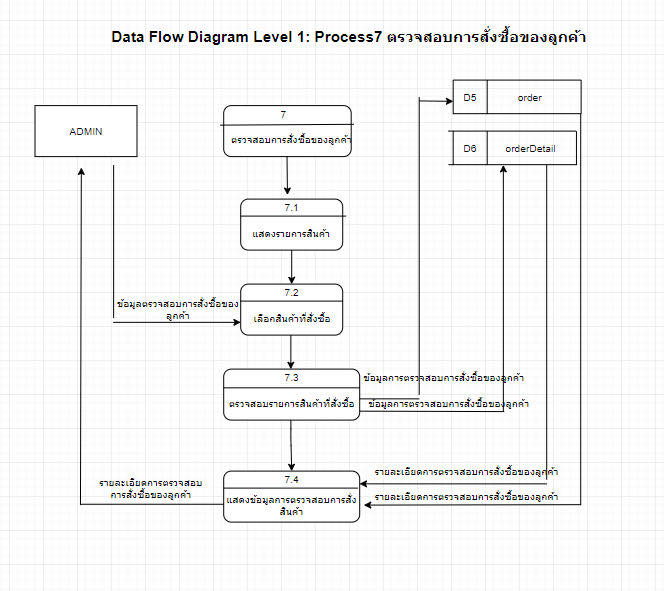 Data Flow Diagram Level 1: Process7 ตรวจสอบการสั่งซื้อของลูกค้า
D5 order
ADMIN
7
ตรวจสอบการสั่งซื้อของลูกค้า
D6 orderDetail
7.1
แสดงรายการสินค้า
7.2
ข้อมูลตรวจสอบการสั่งซื้อของ
ลูกค้า
เลือกสินค้าที่สั่งซื้อ
7.3
ข้อมูลการตรวจสอบการสั่งซื้อของลูกค้า
ตรวจสอบรายการสินค้าที่สั่งซื้อ
ข้อมูลการตรวจสอบการสั่งซื้อของลูกค้า
รายละเอียดการตรวจสอบการสั่งซื้อของลูกค้า
7.4
รายละเอียดการตรวจสอบ
การสั่งซื้อของลูกค้า
แสดงข้อมูลการตรวจสอบการสั่ง
สินค้า
รายละเอียดการตรวจสอบการสั่งซื้อของลูกค้า